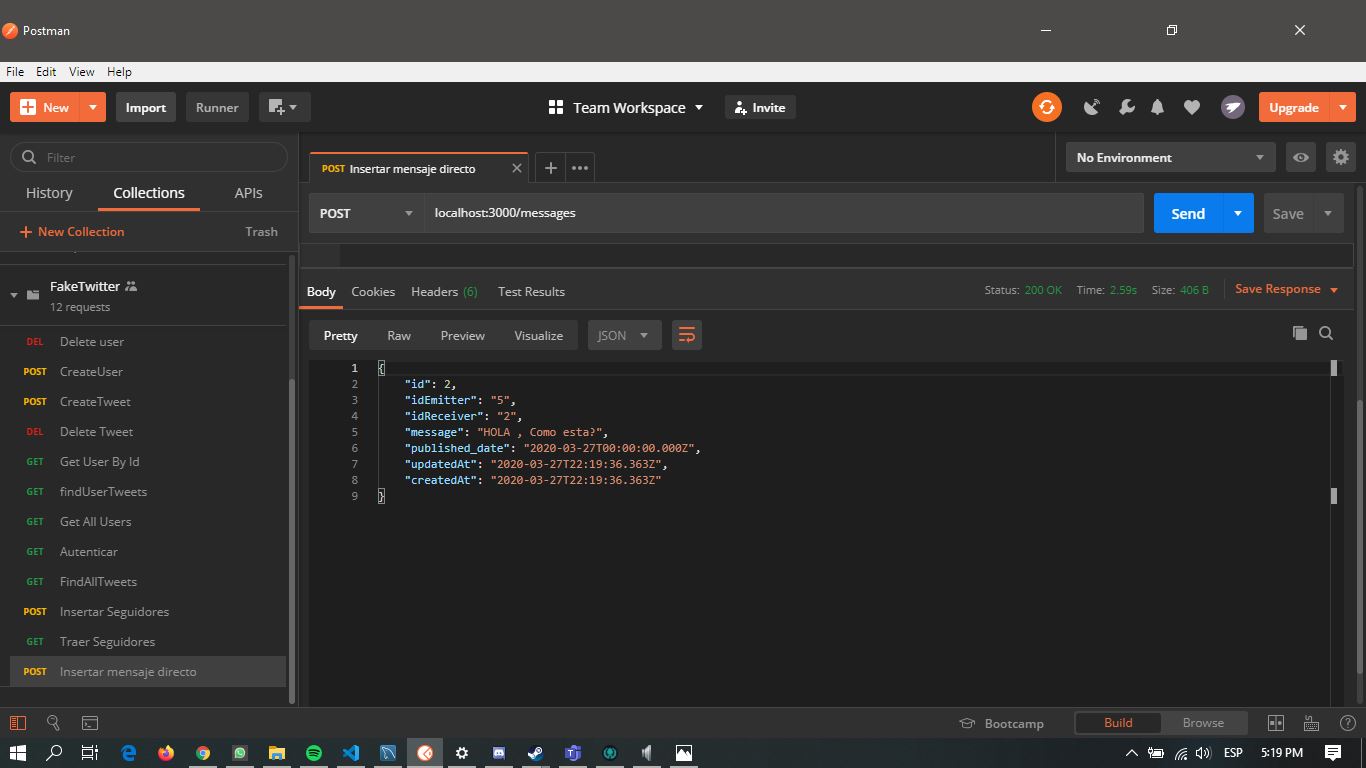 Postman
File Edit View Help
New Import Runner Team Workspace Invite Upgrade
Filter
History Collections APIs
New Collection Trash
FakeTwitter
12 requests
DEL Delete user
POST CreateUser
POST CreateTweet
DEL Delete Tweet
GET Get User By Id
GET findUserTweets
GET Get All Users
GET Autenticar
GET FindAllTweets
POST Insertar Seguidores
GET Traer Seguidores
POST Insertar mensaje directo
POST Insertar mensaje directo
No Environment
POST localhost:3000/messages Send Save
Body Cookies Headers (6) Test Results Status: 200 OK Time: 2.59s Size: 406 B Save Response
Pretty Raw Preview Visualize JSON
1 {
2 "id": 2,
3 "idEmitter": "5",
4 "idReceiver": "2",
5 "message": "HOLA , Como esta?",
6 "published_date": "2020-03-27T00:00:00.000Z",
7 "updatedAt": "2020-03-27T22:19:36.363Z",
8 "createdAt": "2020-03-27T22:19:36.363Z"
9 }
Bootcamp Build Browse
ESP 5:19 PM